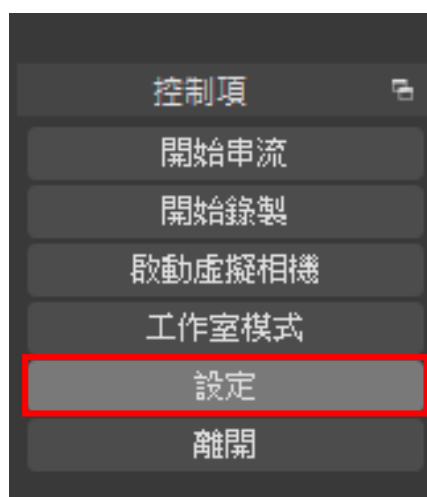 控制項
開始串流
開始錄製
啟動虛擬相機
工作室模式
設定
離開